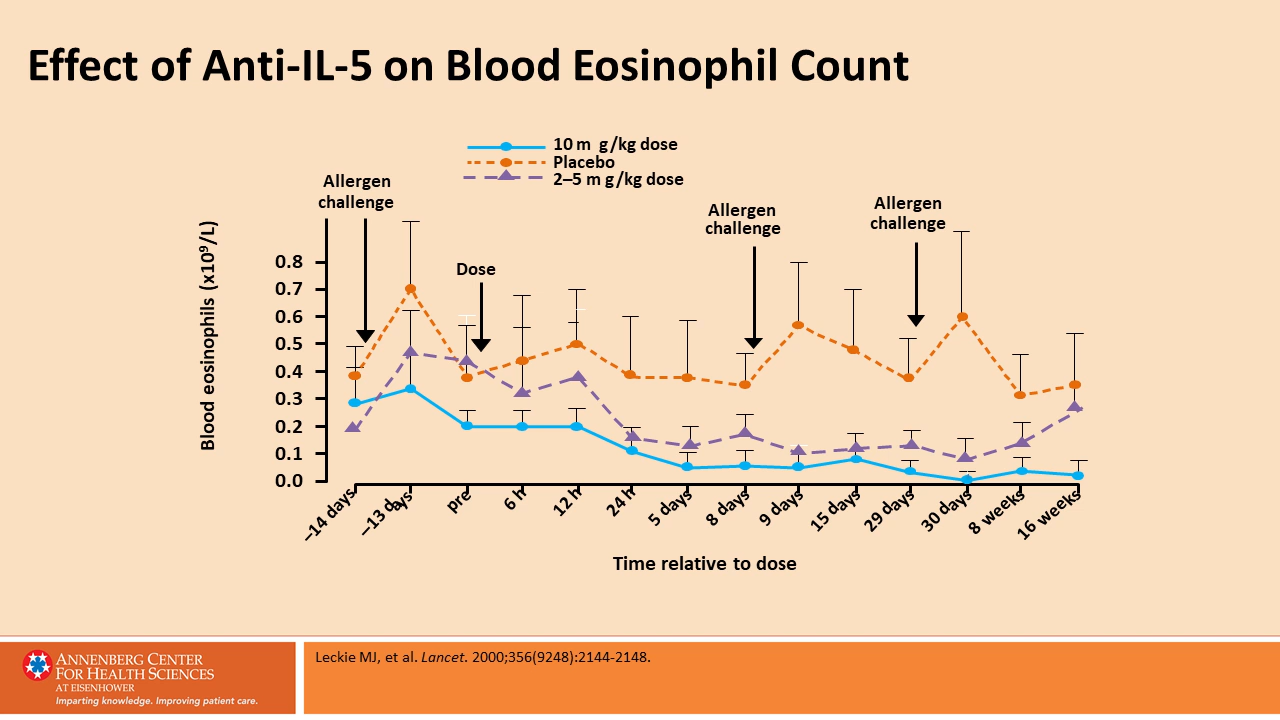 Effect of Anti-IL-5 on Blood Eosinophil Count
10 m  g/kg dose
Placebo
2–5 m g/kg dose
Allergen
challenge
Dose
Allergen
challenge
Allergen
challenge
Blood eosinophils (x10⁹/L)
0.8
0.7
0.6
0.5
0.4
0.3
0.2
0.1
0.0
–14 days
–13 days
pre
6 h
12 h
24 h
5 days
8 days
9 days
15 days
29 days
30 days
8 weeks
16 weeks
Time relative to dose
ANNENBERG CENTER
FOR HEALTH SCIENCES
AT EISENHOWER
Imparting knowledge. Improving patient care.
Leckie MJ, et al. Lancet. 2000;356(9248):2144-2148.